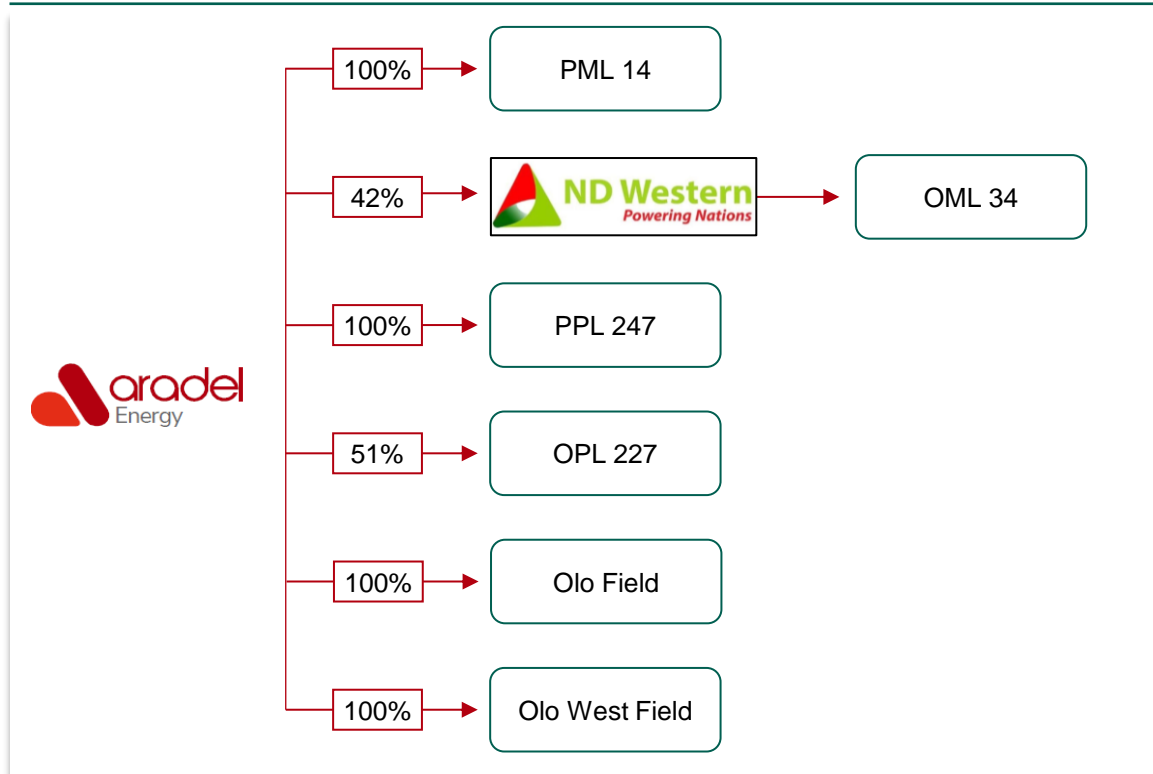 100%
PML 14
42%
ND Western
Powering Nations
OML 34
100%
PPL 247
aradel
Energy
51%
OPL 227
100%
Olo Field
100%
Olo West Field